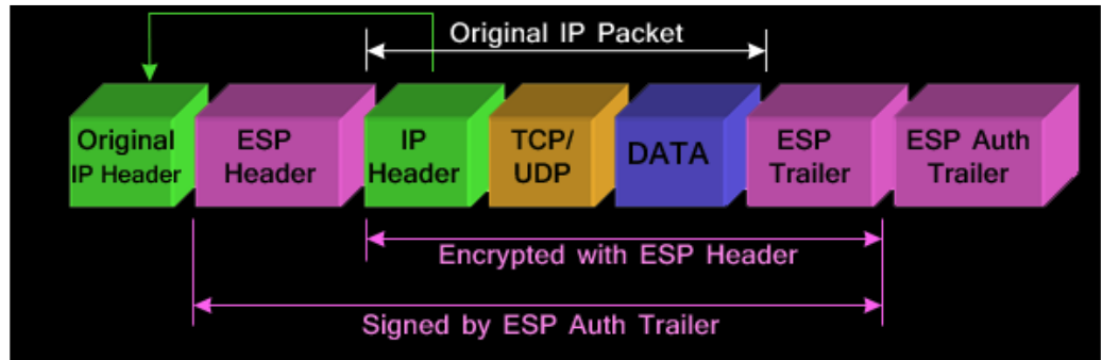 Original IP Packet
Original
IP Header
ESP
Header
IP
Header
TCP/
UDP
DATA
ESP
Trailer
ESP Auth
Trailer
Encrypted with ESP Header
Signed by ESP Auth Trailer